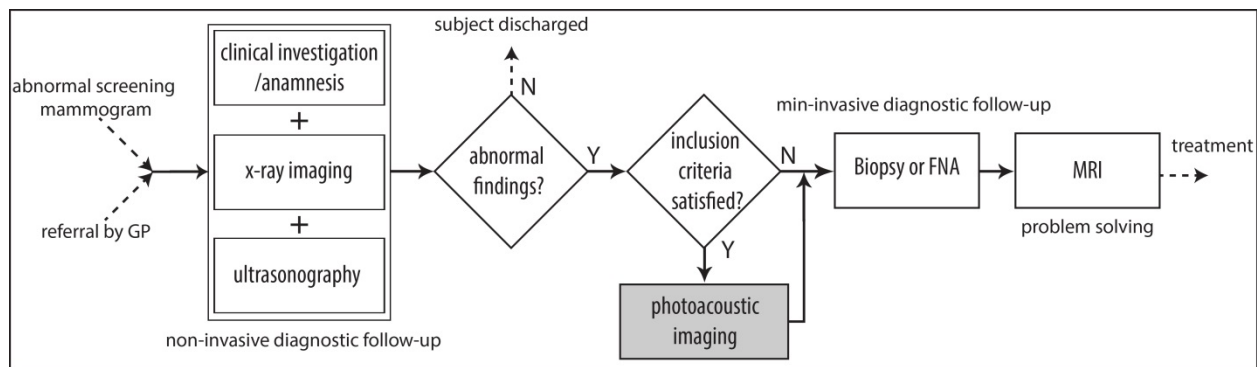 abnormal screening
mammogram
referral by GP
clinical investigation
/anamnesis
+
x-ray imaging
+
ultrasonography
non-invasive diagnostic follow-up
subject discharged
N
abnormal
findings?
Y
inclusion
criteria
satisfied?
N
Y
photoacoustic
imaging
min-invasive diagnostic follow-up
Biopsy or FNA
MRI
problem solving
treatment